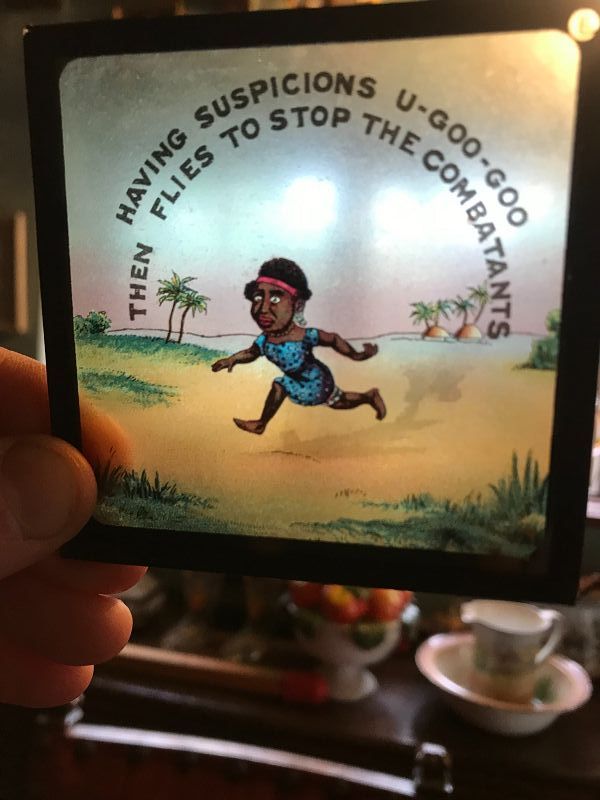 HAVING SUSPICIONS U-GOO-GOO
THEN FLIES TO STOP THE COMBATANTS